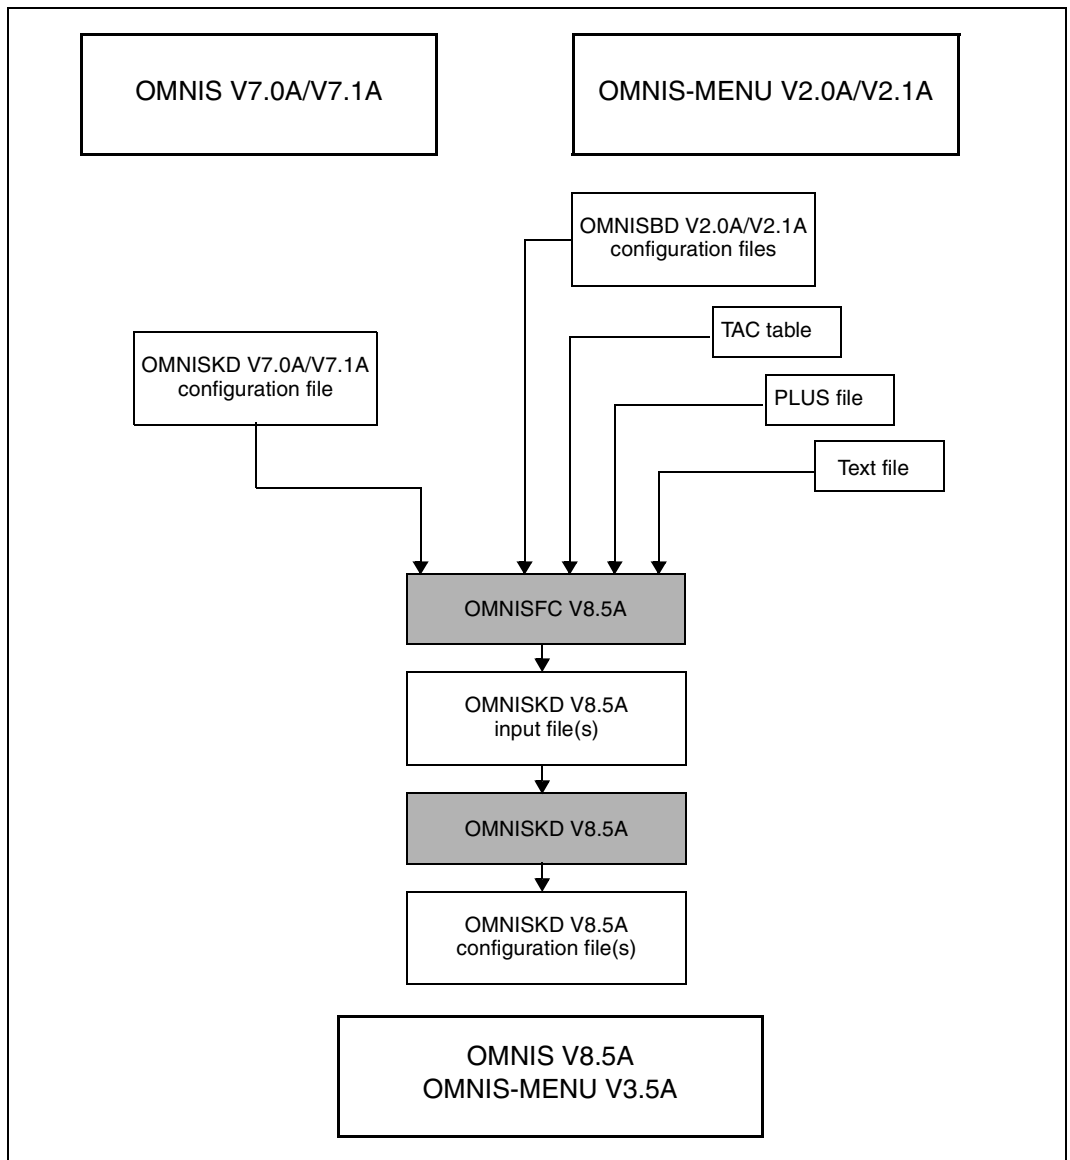 OMNIS V7.0A/V7.1A
OMNIS-MENU V2.0A/V2.1A
OMNISBD V2.0A/V2.1A
configuration files
TAC table
OMNISKD V7.0A/V7.1A
configuration file
PLUS file
Text file
OMNISFC V8.5A
OMNISKD V8.5A
input file(s)
OMNISKD V8.5A
OMNISKD V8.5A
configuration file(s)
OMNIS V8.5A
OMNIS-MENU V3.5A